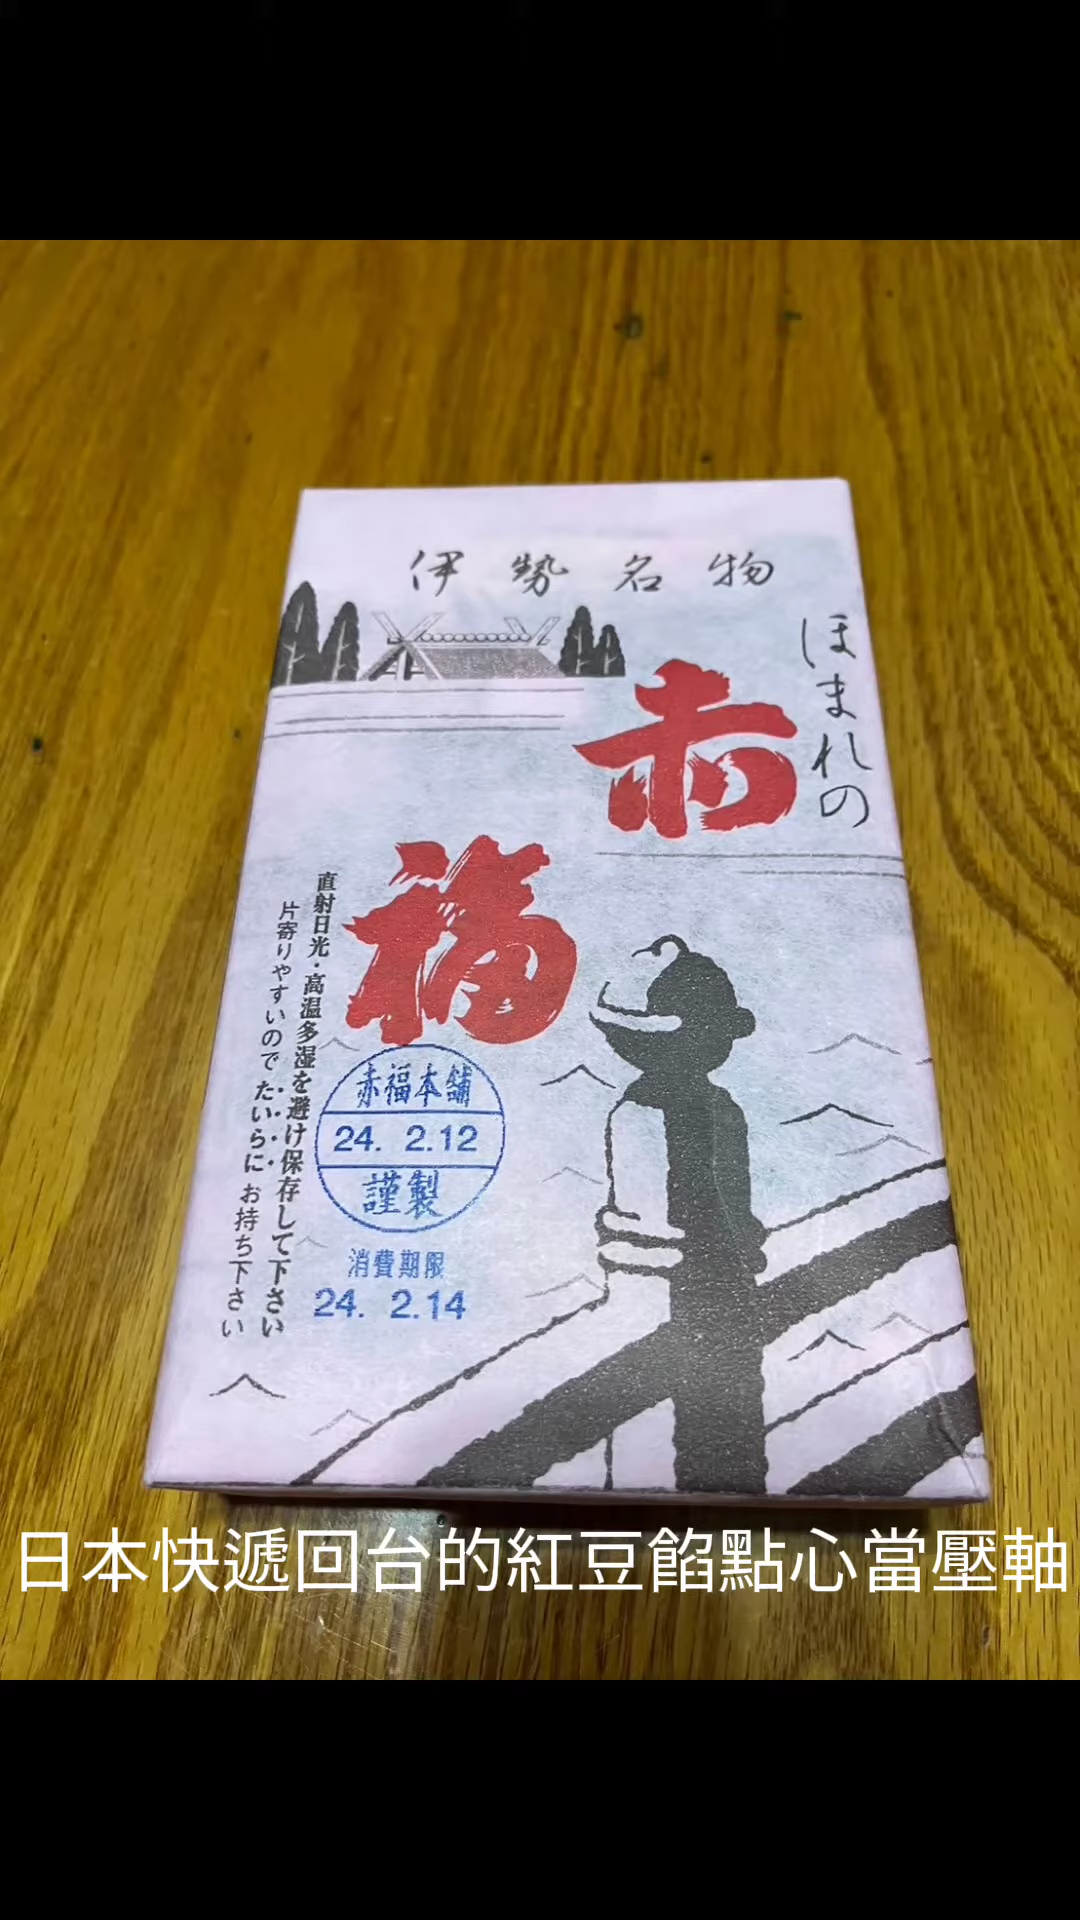 伊勢名物
ほまれの
赤
福
直射日光・高温多湿を避け保存して下さい
片寄りやすいので たいらに お持ち下さい
赤福本舗
24. 2.12
謹製
消費期限
24. 2.14
日本快遞回台的紅豆餡點心當壓軸